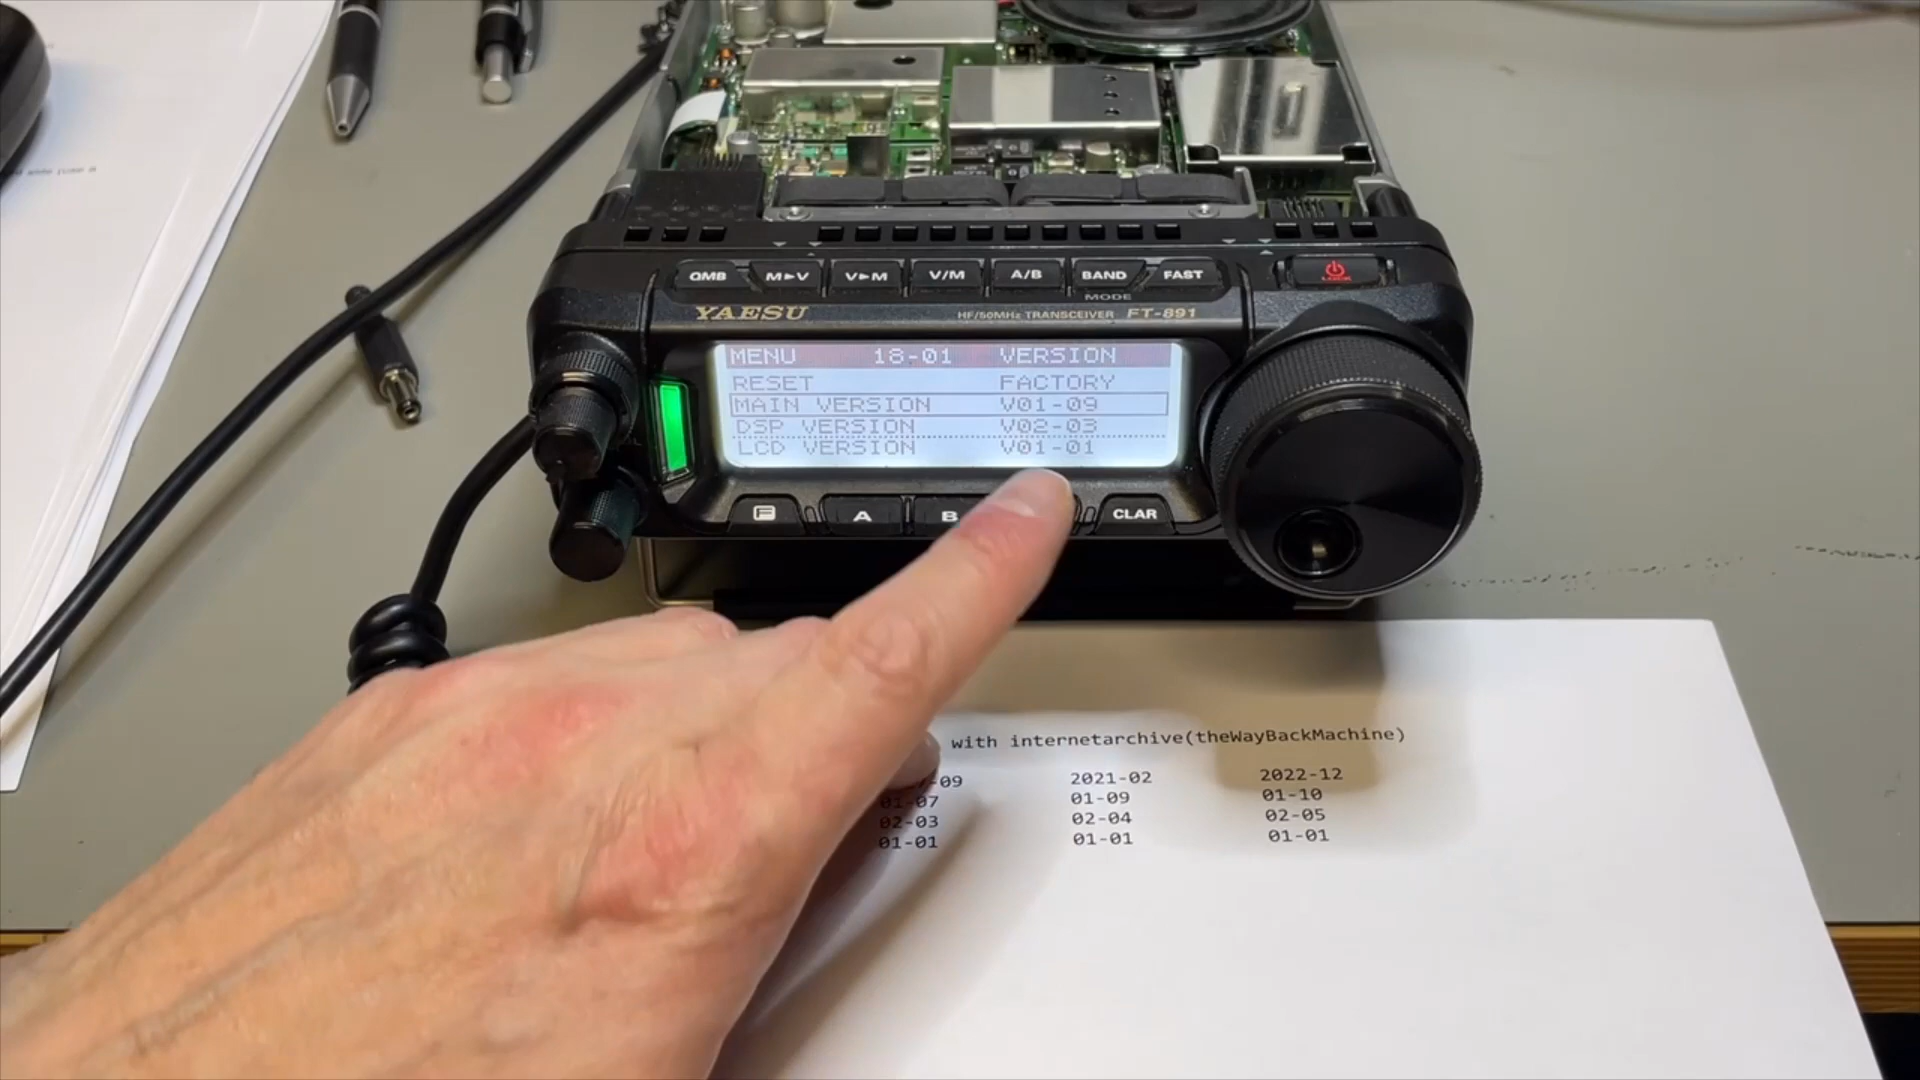 QMB M►V V►M V/M A/B BAND FAST LOCK
MODE
YAESU HF/50MHz TRANSCEIVER FT-891
MENU 18-01 VERSION
RESET FACTORY
MAIN VERSION V01-09
DSP VERSION V02-03
LCD VERSION V01-01
F A B CLAR
with internetarchive(theWayBackMachine)
-09 2021-02 2022-12
01-07 01-09 01-10
02-03 02-04 02-05
01-01 01-01 01-01